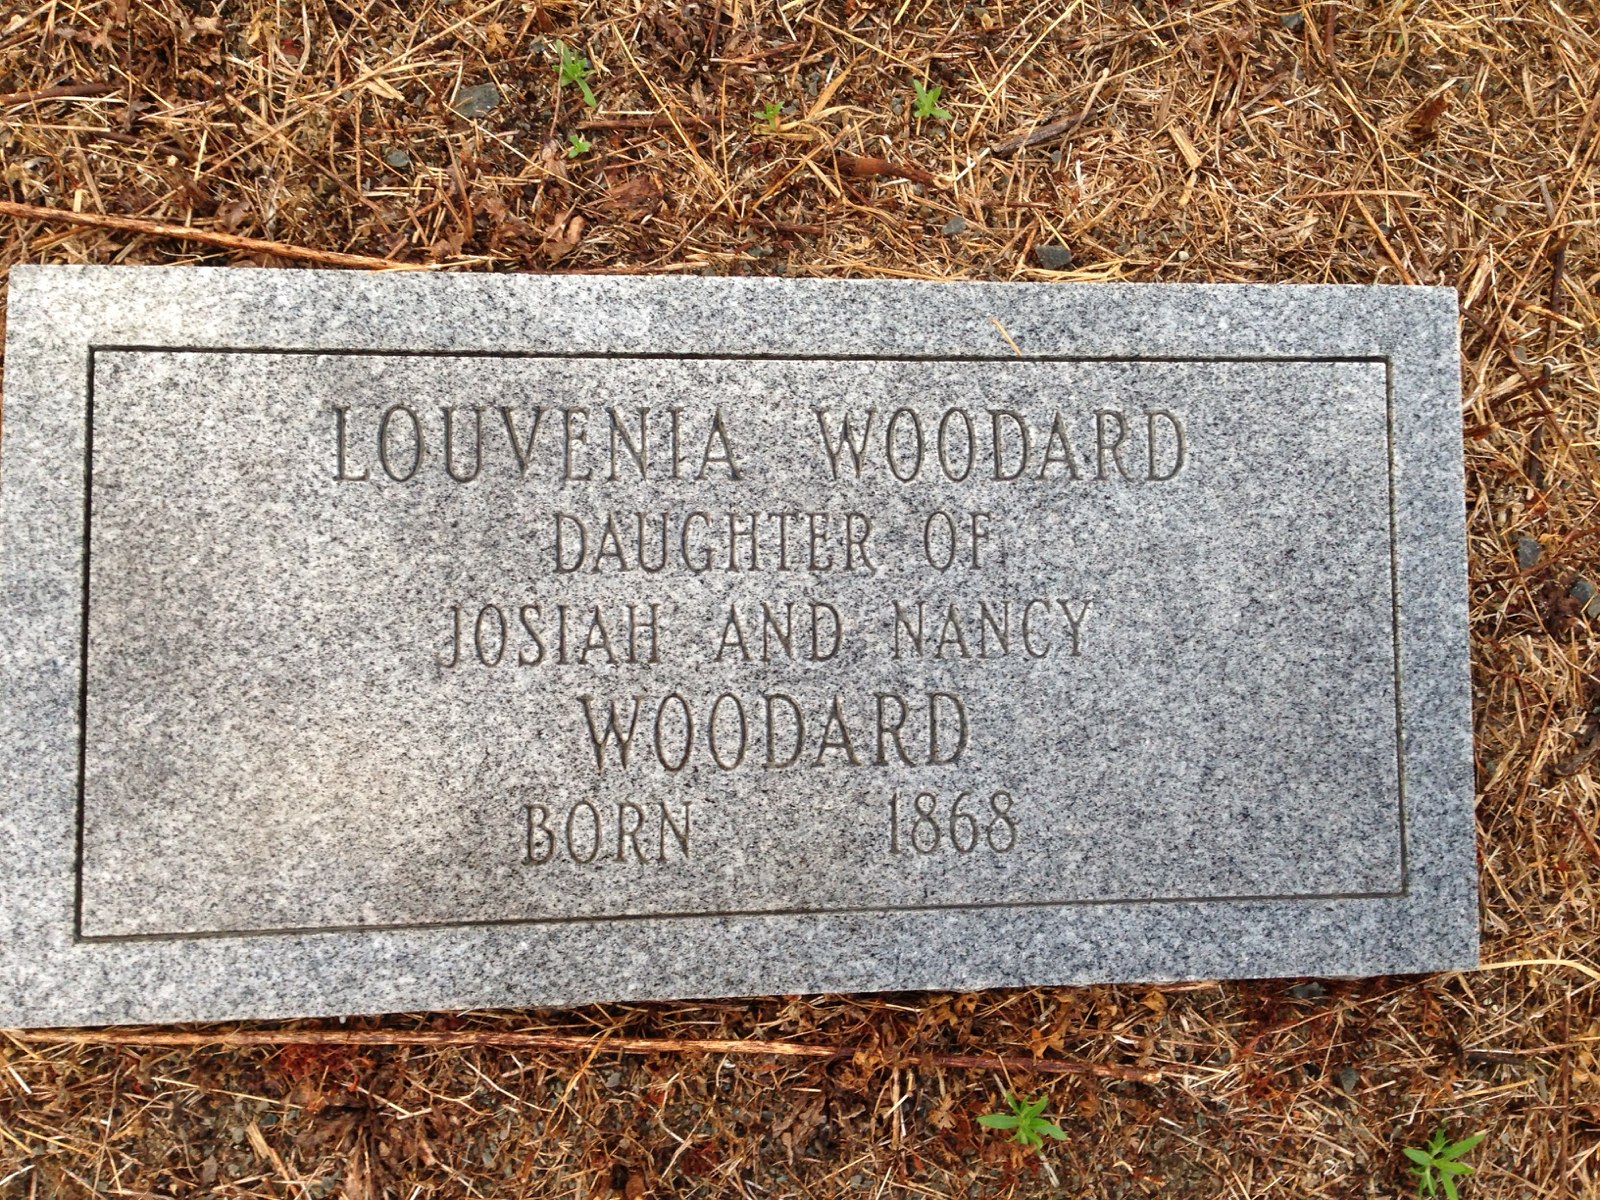 LOUVENIA WOODARD
DAUGHTER OF
JOSIAH AND NANCY
WOODARD
BORN 1868